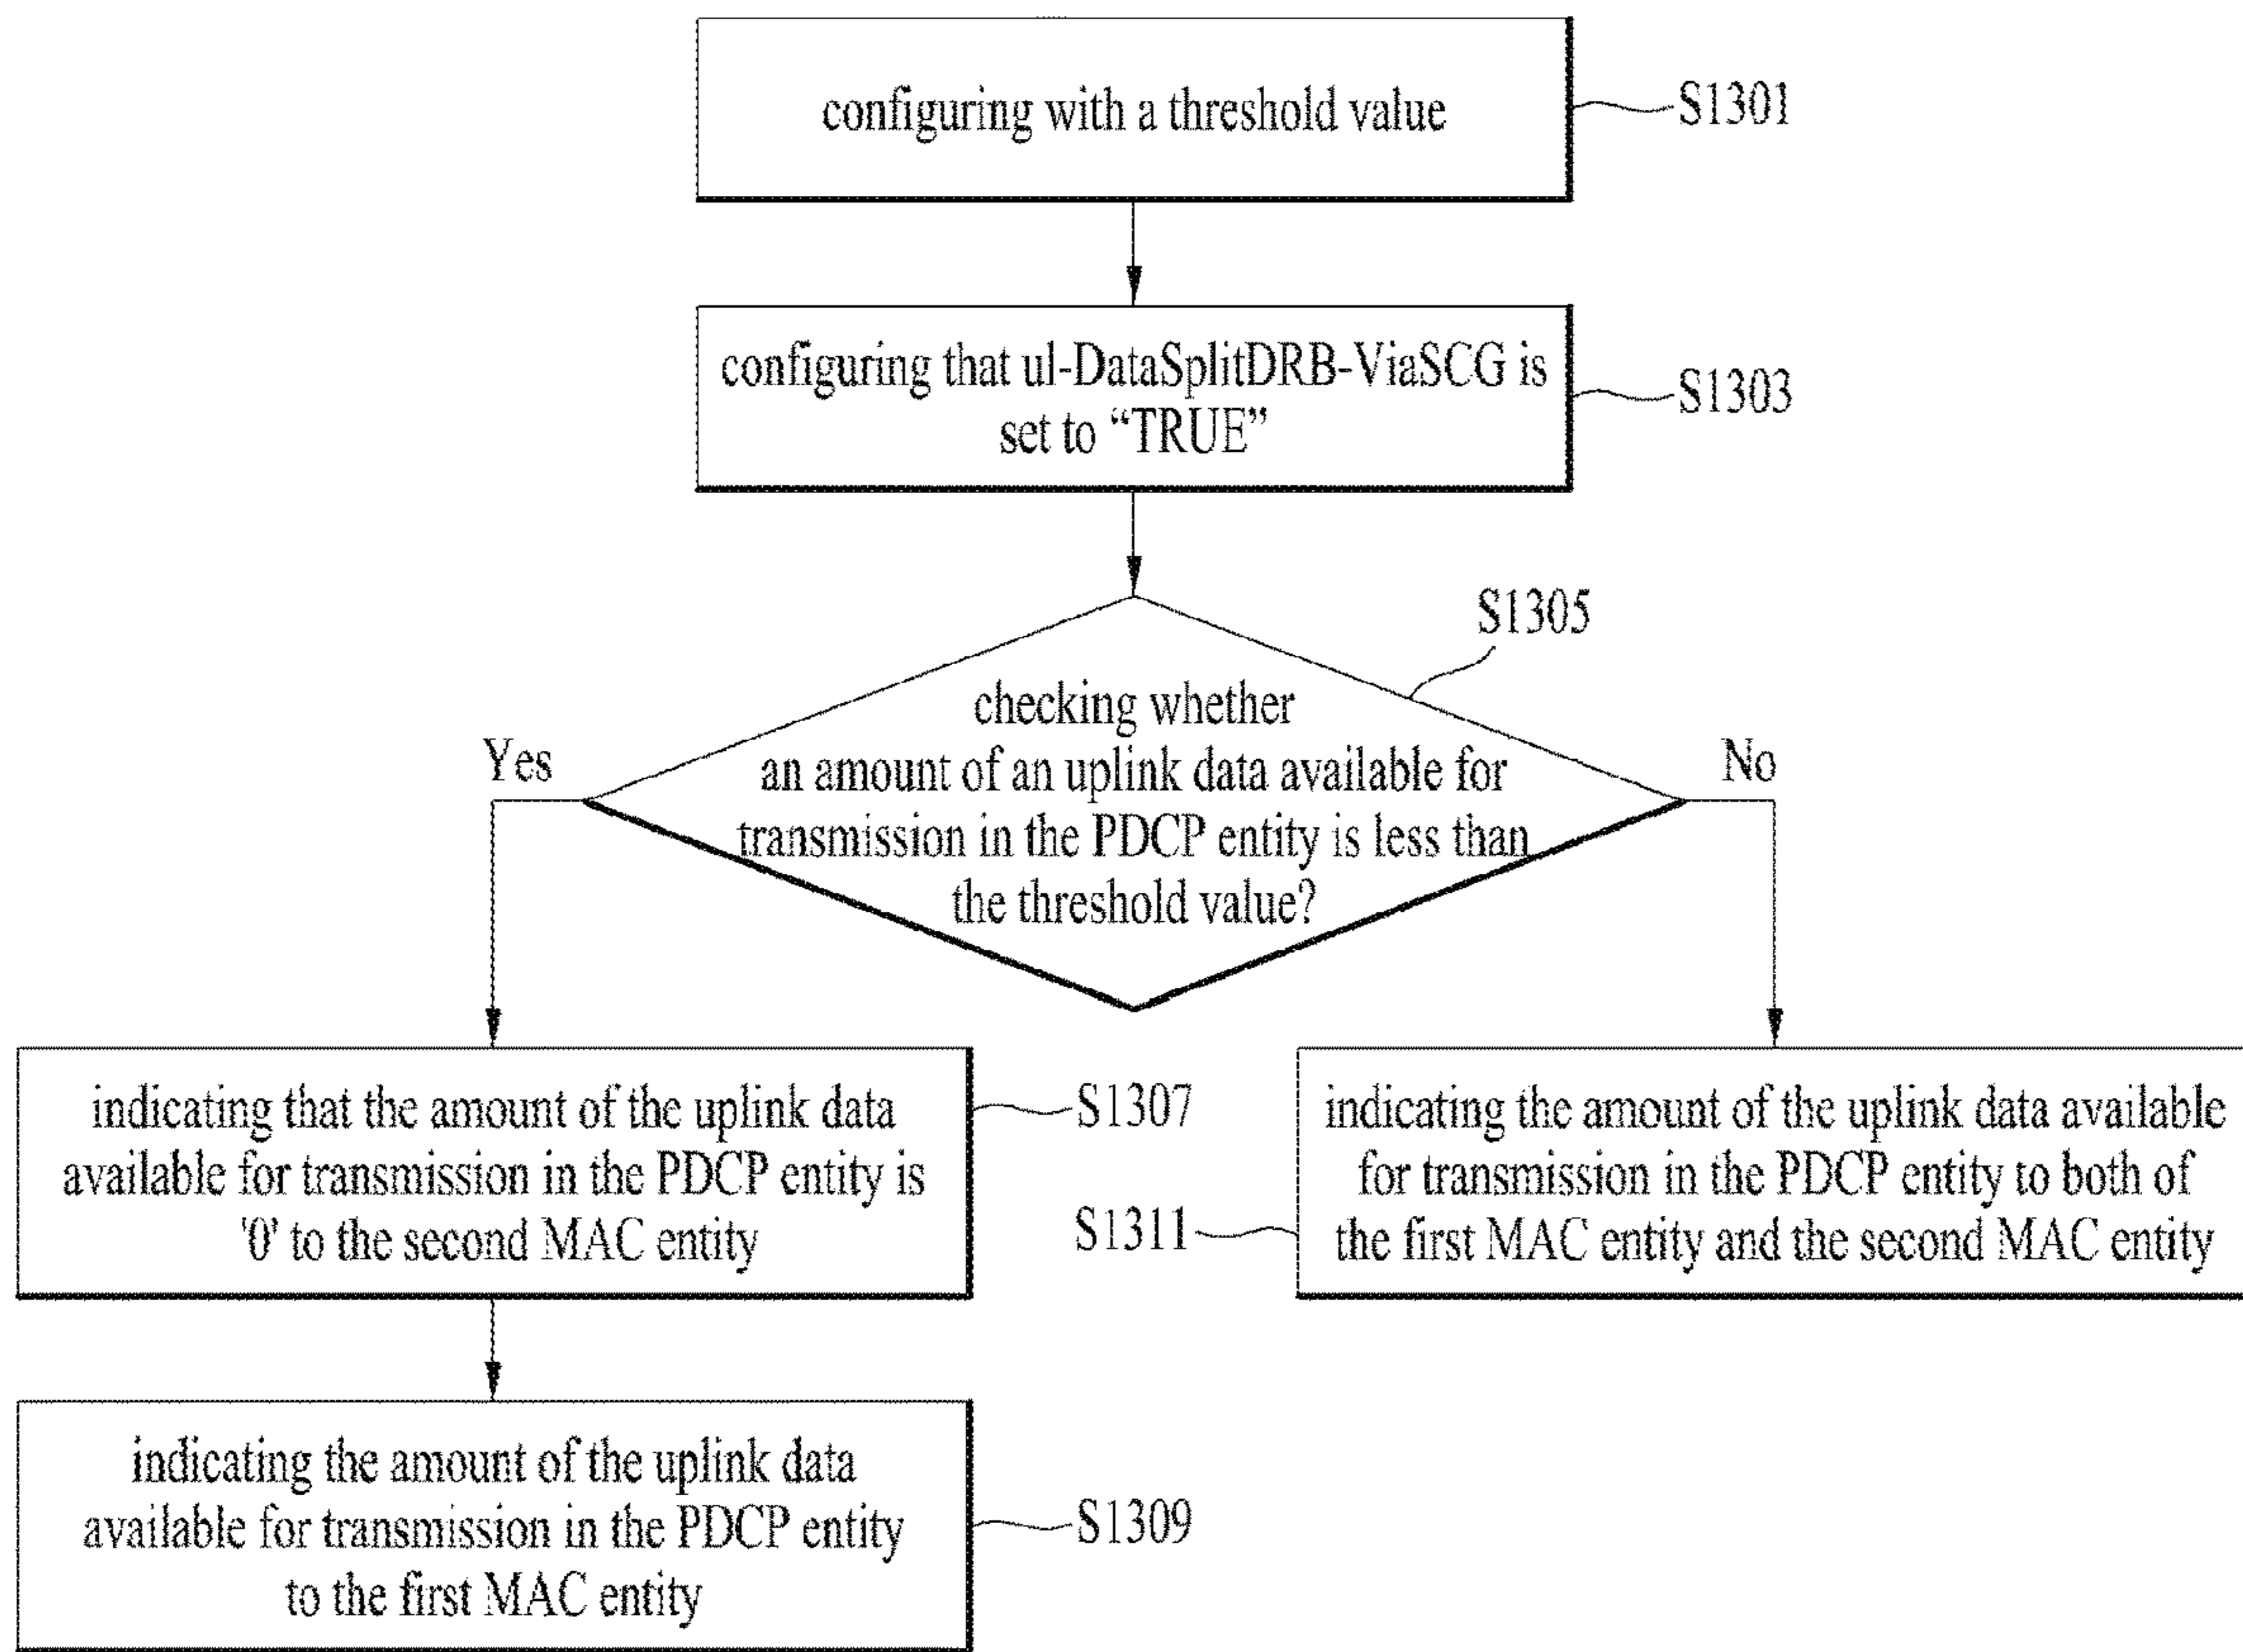 configuring with a threshold value
S1301
configuring that ul-DataSplitDRB-ViaSCG is
set to “TRUE”
S1303
S1305
checking whether
an amount of an uplink data available for
transmission in the PDCP entity is less than
the threshold value?
Yes
No
indicating that the amount of the uplink data
available for transmission in the PDCP entity is
'0' to the second MAC entity
S1307
indicating the amount of the uplink data available
for transmission in the PDCP entity to both of
the first MAC entity and the second MAC entity
S1311
indicating the amount of the uplink data
available for transmission in the PDCP entity
to the first MAC entity
S1309